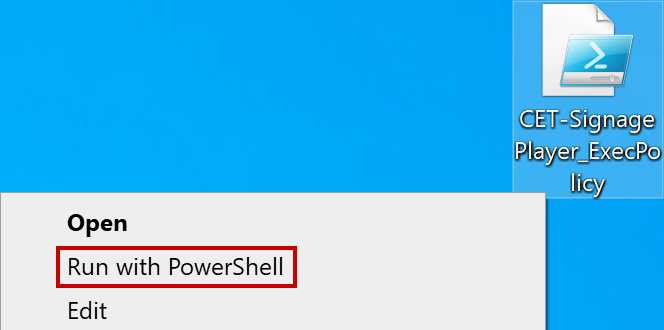 CET-Signage
Player_ExecPo
licy
Open
Run with PowerShell
Edit